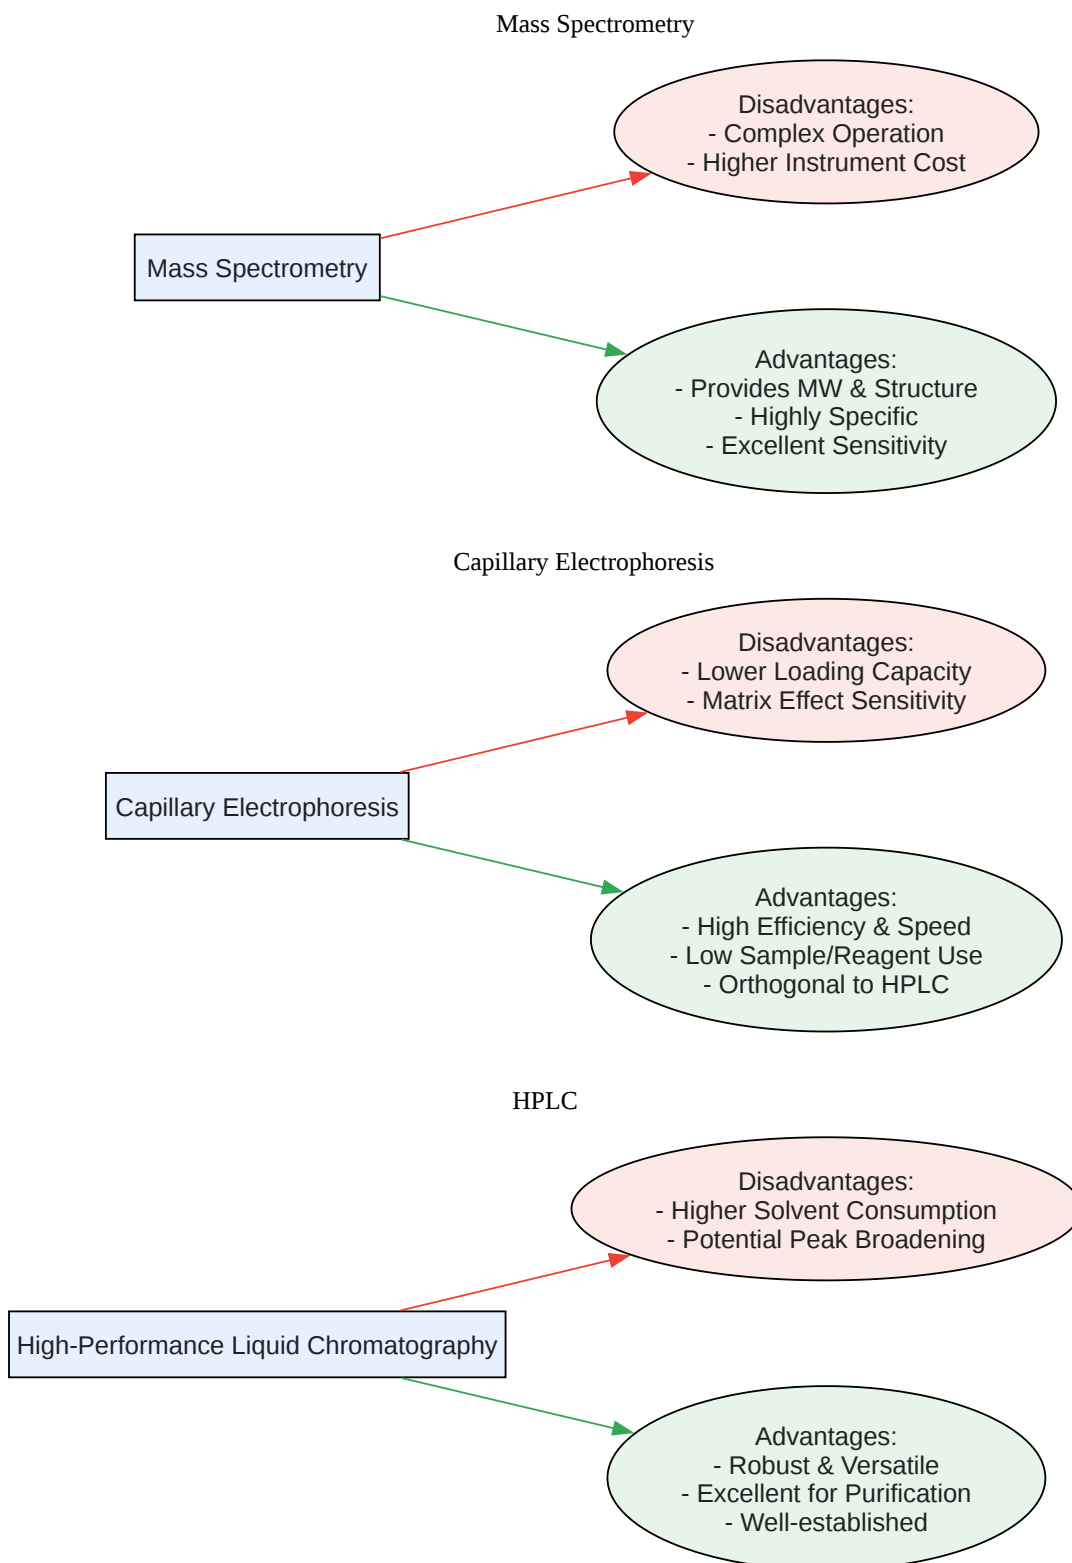 Mass Spectrometry
Disadvantages:
- Complex Operation
- Higher Instrument Cost
Mass Spectrometry
Advantages:
- Provides MW & Structure
- Highly Specific
- Excellent Sensitivity
Capillary Electrophoresis
Disadvantages:
- Lower Loading Capacity
- Matrix Effect Sensitivity
Capillary Electrophoresis
Advantages:
- High Efficiency & Speed
- Low Sample/Reagent Use
- Orthogonal to HPLC
HPLC
Disadvantages:
- Higher Solvent Consumption
- Potential Peak Broadening
High-Performance Liquid Chromatography
Advantages:
- Robust & Versatile
- Excellent for Purification
- Well-established